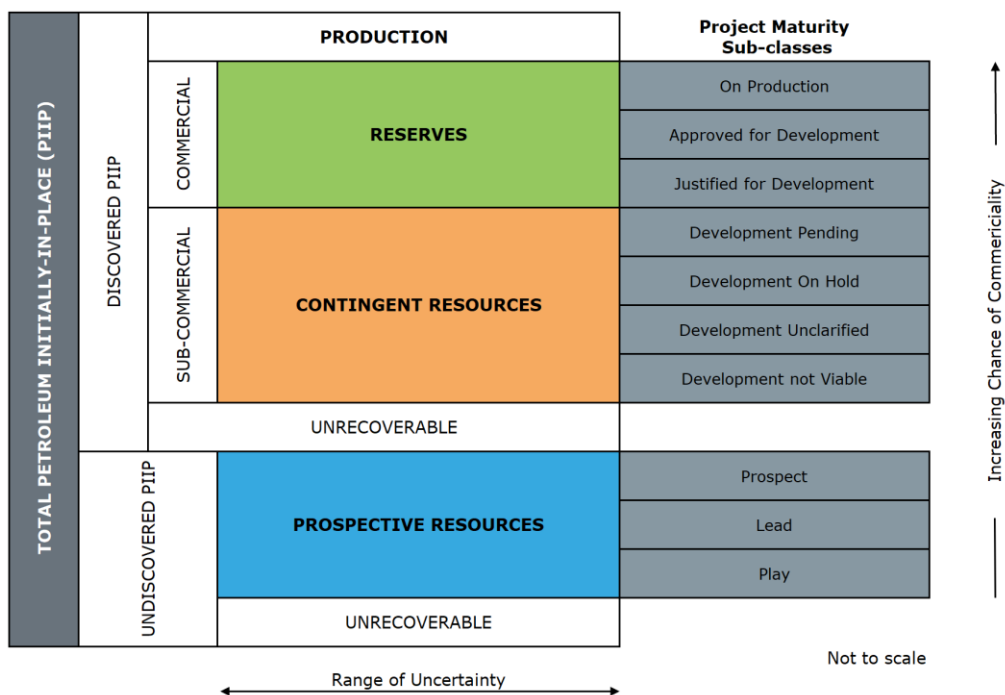 TOTAL PETROLEUM INITIALLY-IN-PLACE (PIIP)
DISCOVERED PIIP
UNDISCOVERED PIIP
COMMERCIAL
SUB-COMMERCIAL
PRODUCTION
RESERVES
CONTINGENT RESOURCES
UNRECOVERABLE
PROSPECTIVE RESOURCES
UNRECOVERABLE
Project Maturity
Sub-classes
On Production
Approved for Development
Justified for Development
Development Pending
Development On Hold
Development Unclarified
Development not Viable
Prospect
Lead
Play
Increasing Chance of Commericiality
Not to scale
Range of Uncertainty